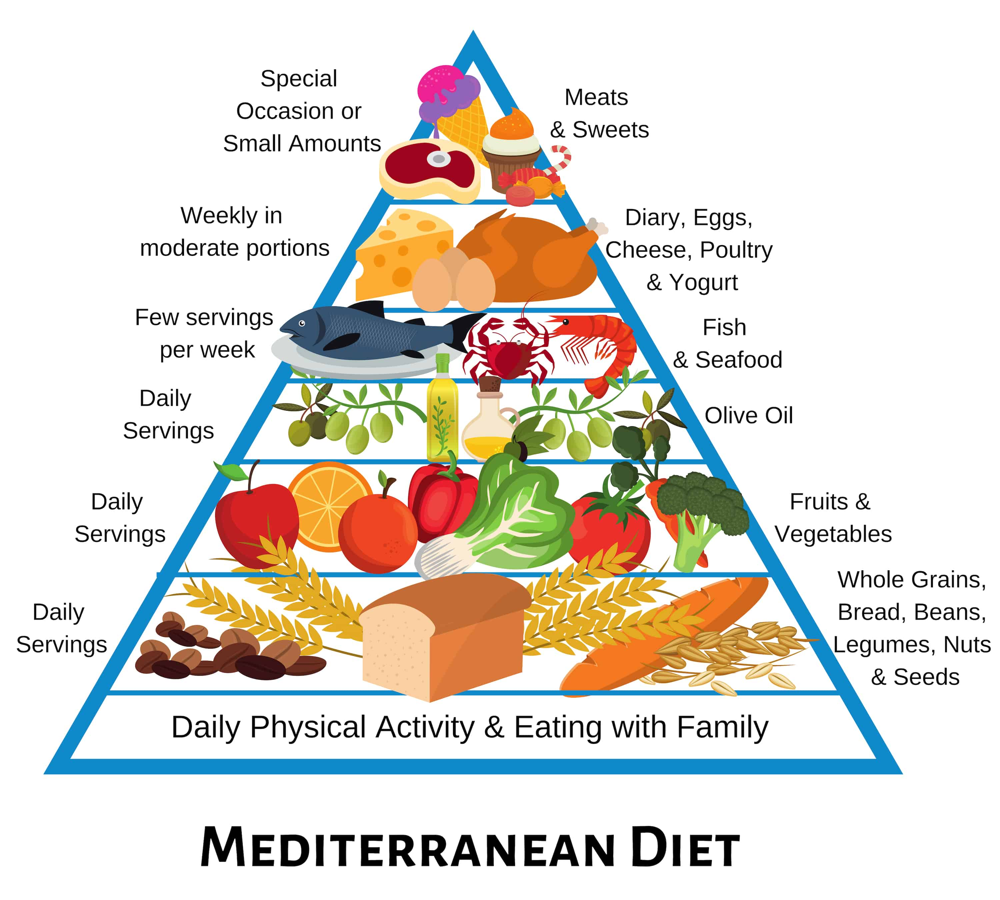 Special
Occasion or
Small Amounts
Meats
& Sweets
Weekly in
moderate portions
Diary, Eggs,
Cheese, Poultry
& Yogurt
Few servings
per week
Fish
& Seafood
Daily
Servings
Olive Oil
Daily
Servings
Fruits &
Vegetables
Daily
Servings
Whole Grains,
Bread, Beans,
Legumes, Nuts
& Seeds
Daily Physical Activity & Eating with Family
MEDITERRANEAN DIET